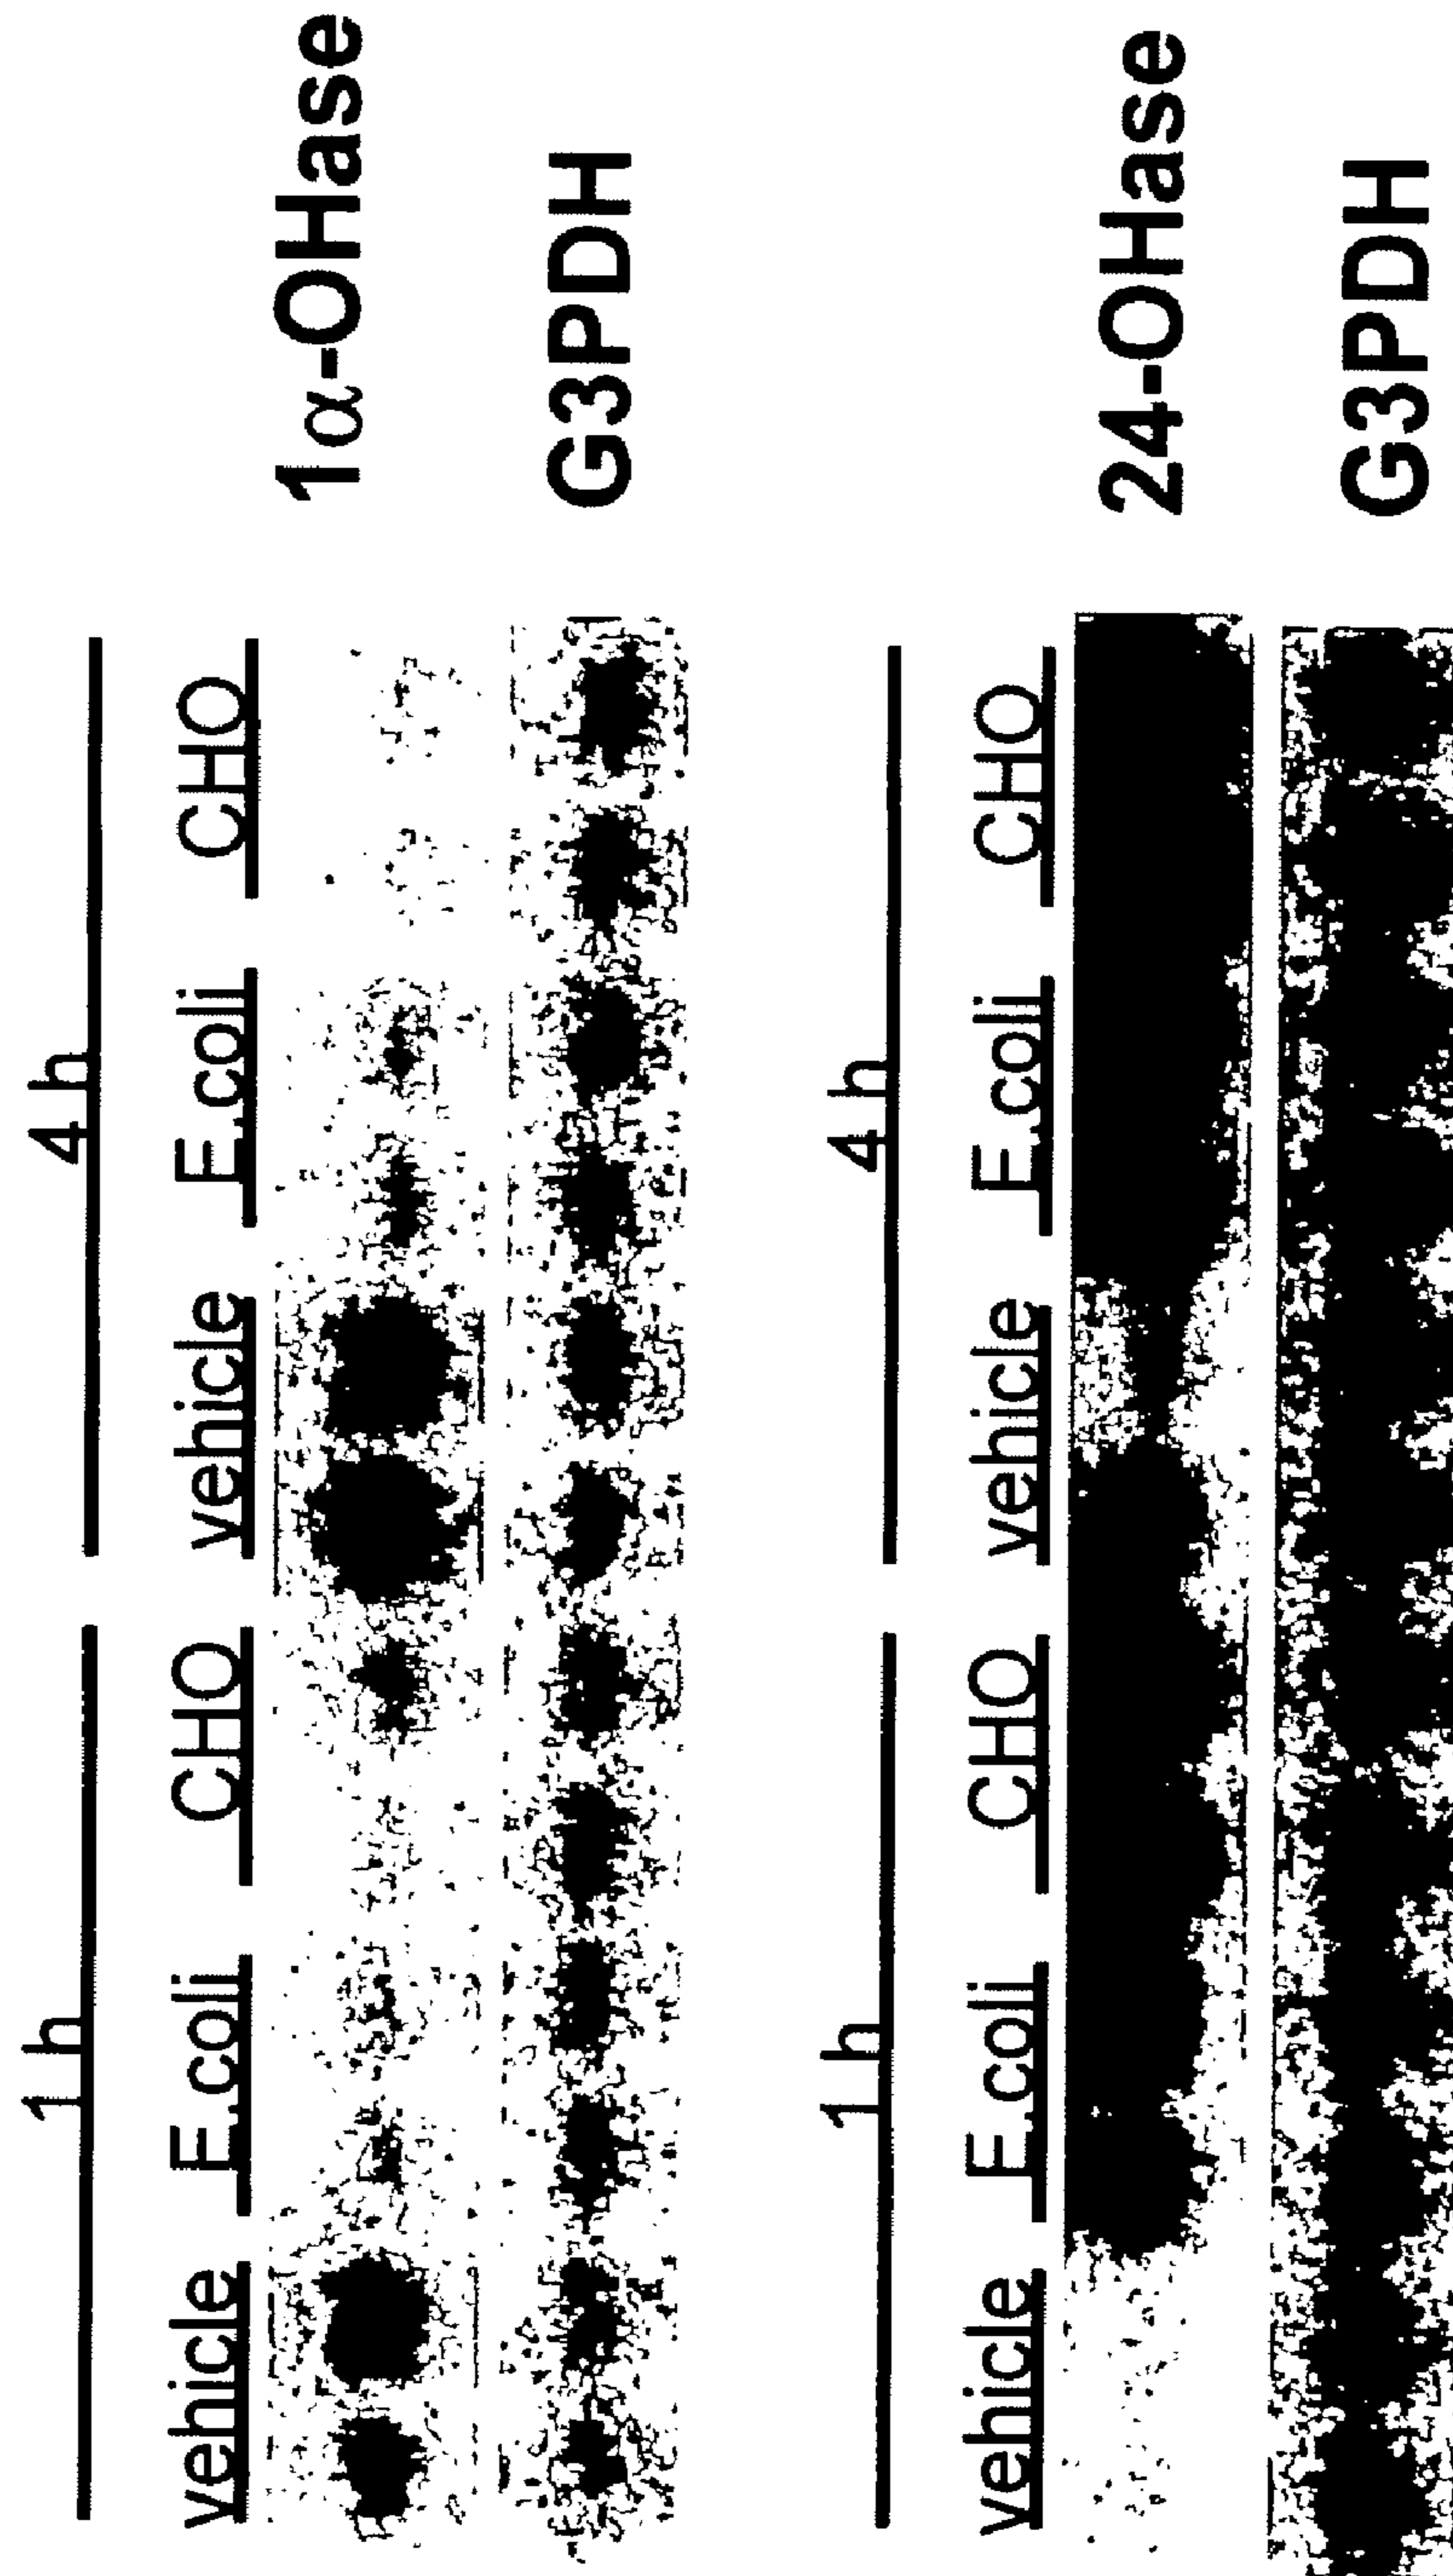 1 h 4 h
vehicle E.coli CHO vehicle E.coli CHO
1α-OHase
G3PDH
1 h 4 h
vehicle E.coli CHO vehicle E.coli CHO
24-OHase
G3PDH